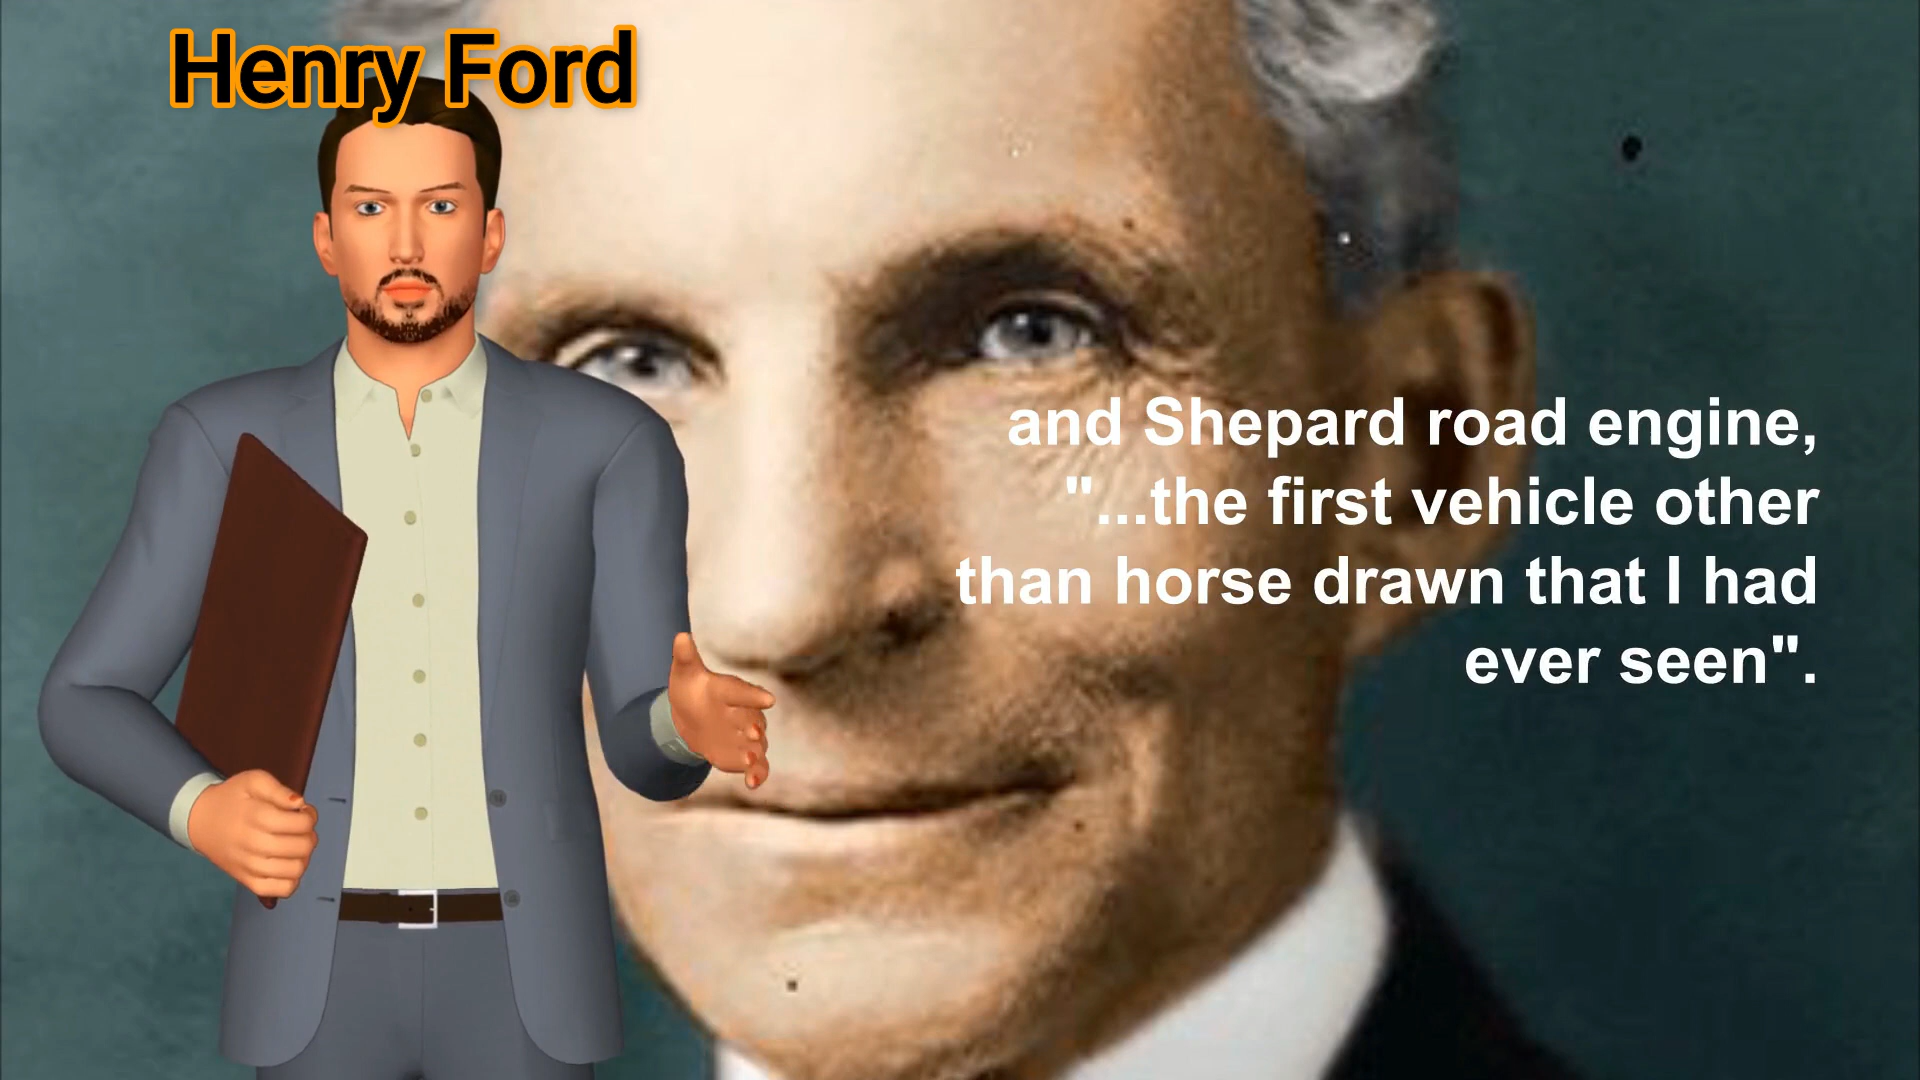 Henry Ford
and Shepard road engine,
"...the first vehicle other
than horse drawn that I had
ever seen".